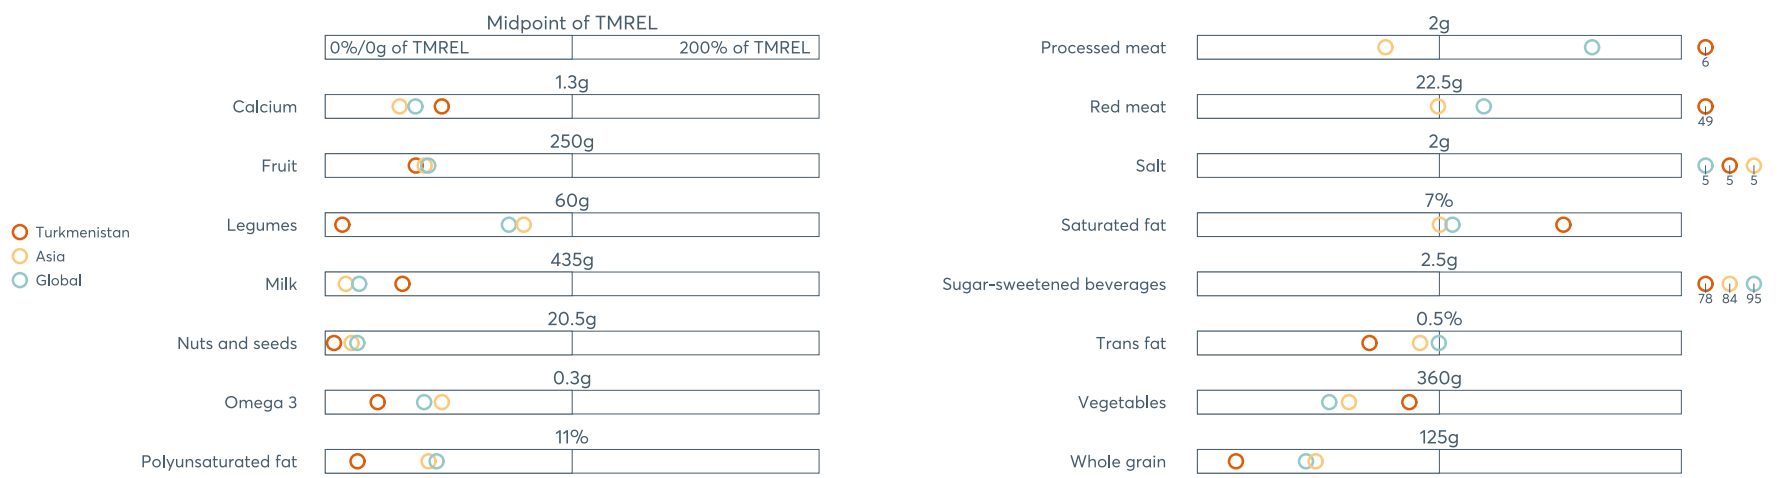 Midpoint of TMREL
0%/0g of TMREL
200% of TMREL
1.3g
Calcium
250g
Fruit
60g
Legumes
435g
Milk
20.5g
Nuts and seeds
0.3g
Omega 3
11%
Polyunsaturated fat
Turkmenistan
Asia
Global
2g
Processed meat
6
22.5g
Red meat
49
2g
Salt
5 5 5
7%
Saturated fat
2.5g
Sugar-sweetened beverages
78 84 95
0.5%
Trans fat
360g
Vegetables
125g
Whole grain